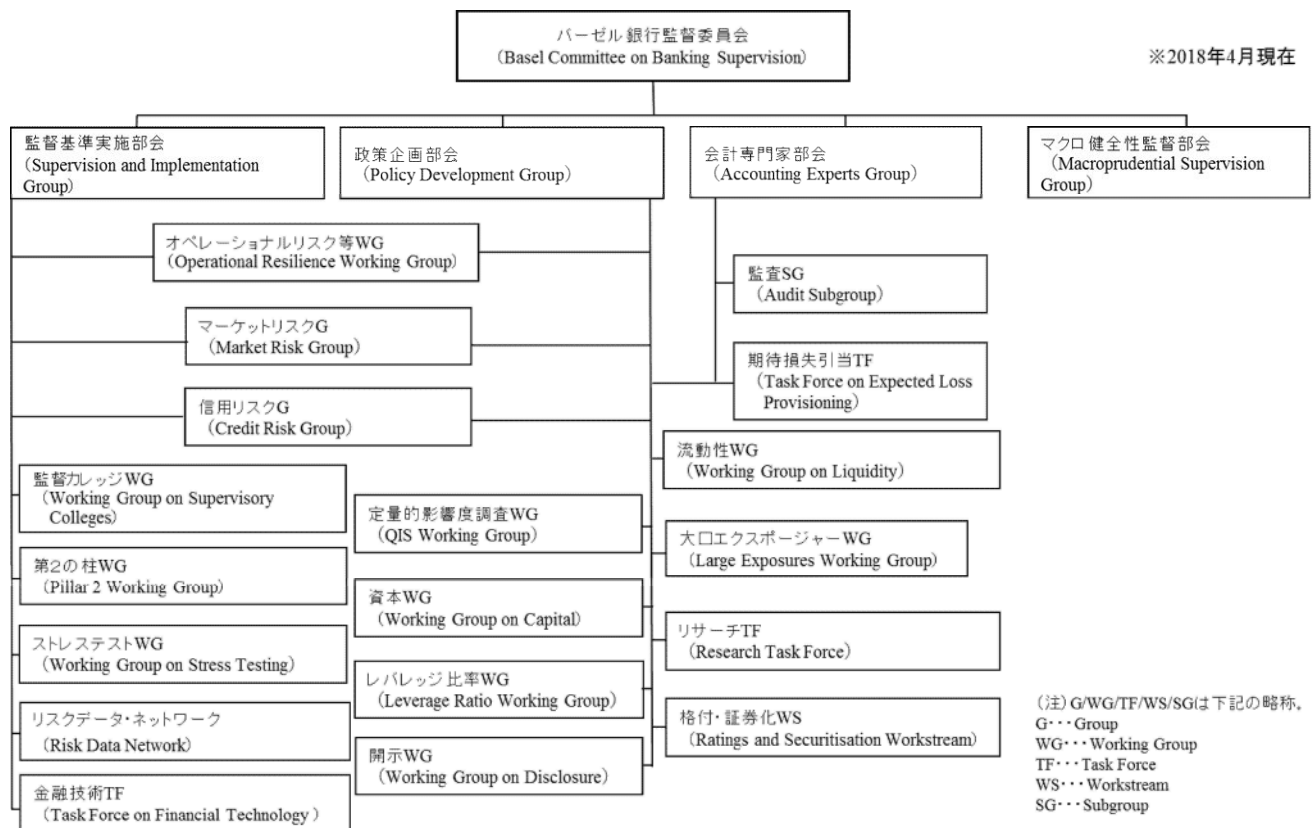 バーゼル銀行監督委員会
（Basel Committee on Banking Supervision）
※2018年4月現在
監督基準実施部会
（Supervision and Implementation
Group）
政策企画部会
（Policy Development Group）
会計専門家部会
（Accounting Experts Group）
マクロ健全性監督部会
（Macroprudential Supervision
Group）
オペレーショナルリスク等WG
（Operational Resilience Working Group）
マーケットリスクG
（Market Risk Group）
信用リスクG
（Credit Risk Group）
監査SG
（Audit Subgroup）
期待損失引当TF
（Task Force on Expected Loss
Provisioning）
監督カレッジWG
（Working Group on Supervisory
Colleges）
第2の柱WG
（Pillar 2 Working Group）
ストレステストWG
（Working Group on Stress Testing）
リスクデータ・ネットワーク
（Risk Data Network）
金融技術TF
（Task Force on Financial Technology）
定量的影響度調査WG
（QIS Working Group）
資本WG
（Working Group on Capital）
レバレッジ比率WG
（Leverage Ratio Working Group）
開示WG
（Working Group on Disclosure）
流動性WG
（Working Group on Liquidity）
大口エクスポージャーWG
（Large Exposures Working Group）
リサーチTF
（Research Task Force）
格付・証券化WS
（Ratings and Securitisation Workstream）
（注）G/WG/TF/WS/SGは下記の略称。
G・・・Group
WG・・・Working Group
TF・・・Task Force
WS・・・Workstream
SG・・・Subgroup